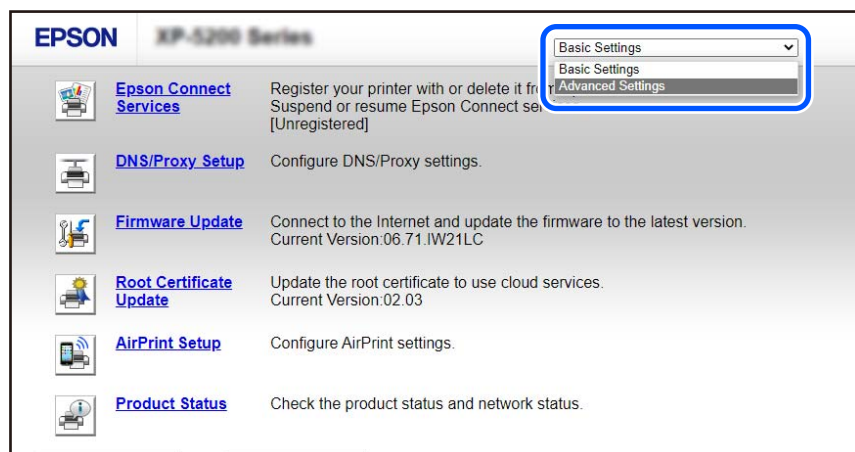 EPSON XP-5200 Series
Basic Settings
Basic Settings
Advanced Settings
Epson Connect Services
Register your printer with or delete it from
Suspend or resume Epson Connect
[Unregistered]
DNS/Proxy Setup
Configure DNS/Proxy settings.
Firmware Update
Connect to the Internet and update the firmware to the latest version.
Current Version:06.71.IW21LC
Root Certificate
Update
Update the root certificate to use cloud services.
Current Version:02.03
AirPrint Setup
Configure AirPrint settings.
Product Status
Check the product status and network status.